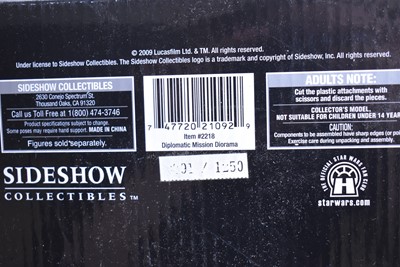 © 2009 Lucasfilm Ltd. & TM. All rights reserved.
Under license to Sideshow Collectibles. The Sideshow Collectibles logo is a trademark and copyright of Sideshow, Inc. All rights reserved.
SIDESHOW COLLECTIBLES
2630 Conejo Spectrum St.
Thousand Oaks, CA 91320
Call us Toll Free at 1(800) 474-3746
Product specifications subject to change.
Some poses may require hand support. MADE IN CHINA
Figures sold separately.
SIDESHOW
COLLECTIBLES™
7 47720 21092 9
Item #2218
Diplomatic Mission Diorama
/ 1250
ADULTS NOTE:
Cut the plastic attachments with
scissors and discard the pieces.
COLLECTOR'S MODEL,
NOT SUITABLE FOR CHILDREN UNDER 14 YEAR
CAUTION:
Components to be assembled have sharp edges (or po
Exercise care during unpacking and assembly.
THE OFFICIAL STAR WARS FAN CLUB
starwars.com